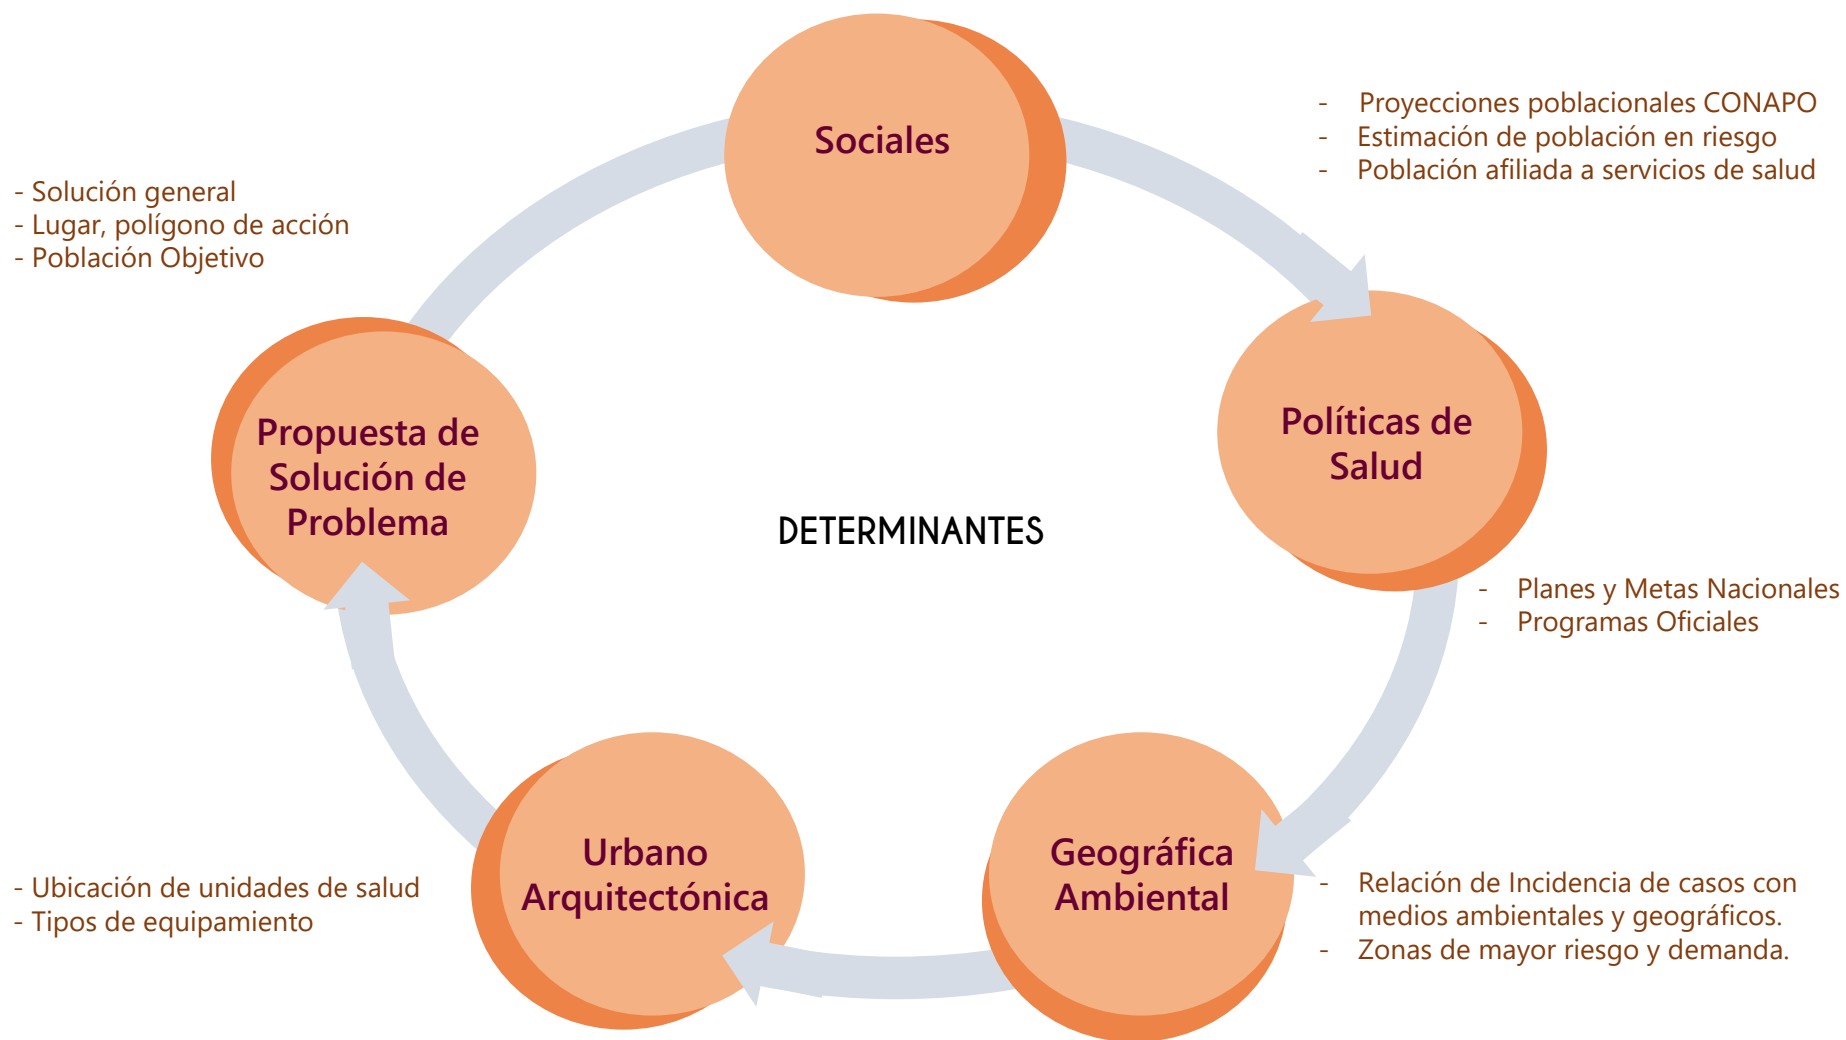 Sociales
- Proyecciones poblacionales CONAPO
- Estimación de población en riesgo
- Población afiliada a servicios de salud
Políticas de
Salud
- Planes y Metas Nacionales
- Programas Oficiales
Geográfica
Ambiental
- Relación de Incidencia de casos con
medios ambientales y geográficos.
- Zonas de mayor riesgo y demanda.
Urbano
Arquitectónica
- Ubicación de unidades de salud
- Tipos de equipamiento
Propuesta de
Solución de
Problema
- Solución general
- Lugar, polígono de acción
- Población Objetivo
DETERMINANTES